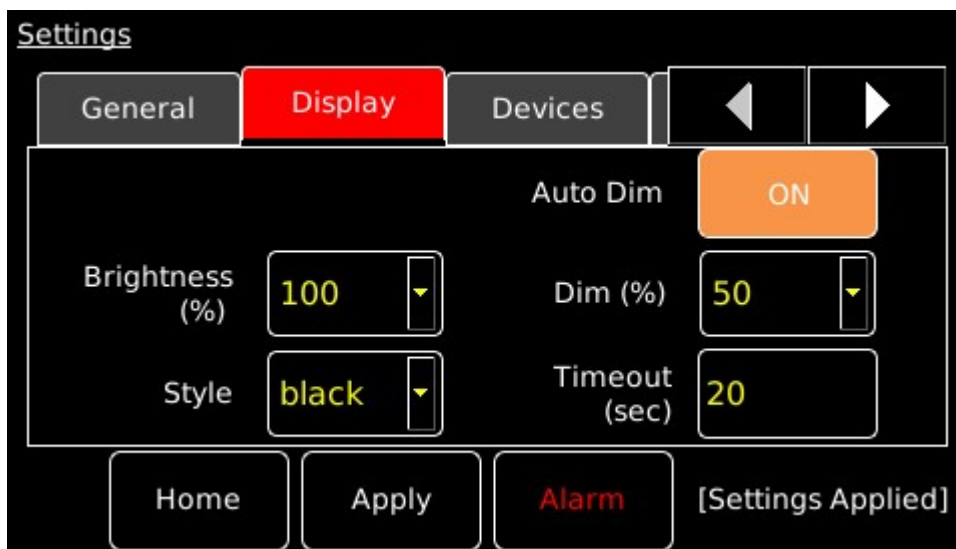 Settings
General Display Devices
Auto Dim ON
Brightness
(%) 100 Dim (%) 50
Style black Timeout
(sec) 20
Home Apply Alarm [Settings Applied]